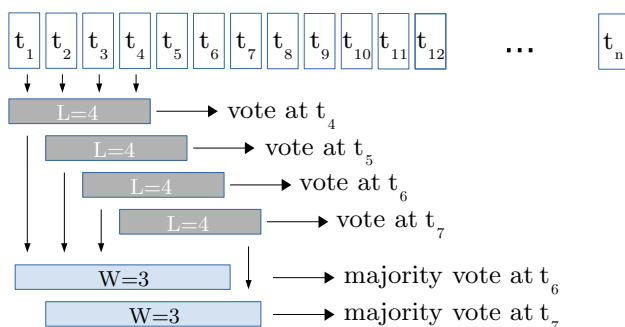 t₁ t₂ t₃ t₄ t₅ t₆ t₇ t₈ t₉ t₁₀ t₁₁ t₁₂ ... tₙ
L=4 vote at t₄
L=4 vote at t₅
L=4 vote at t₆
L=4 vote at t₇
W=3 majority vote at t₆
W=3 majority vote at t₇